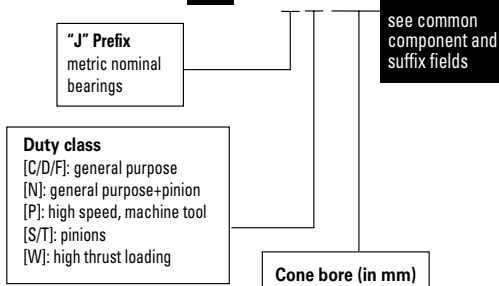 see common
component and
suffix fields
“J” Prefix
metric nominal
bearings
Duty class
[C/D/F]: general purpose
[N]: general purpose+pinion
[P]: high speed, machine tool
[S/T]: pinions
[W]: high thrust loading
Cone bore (in mm)